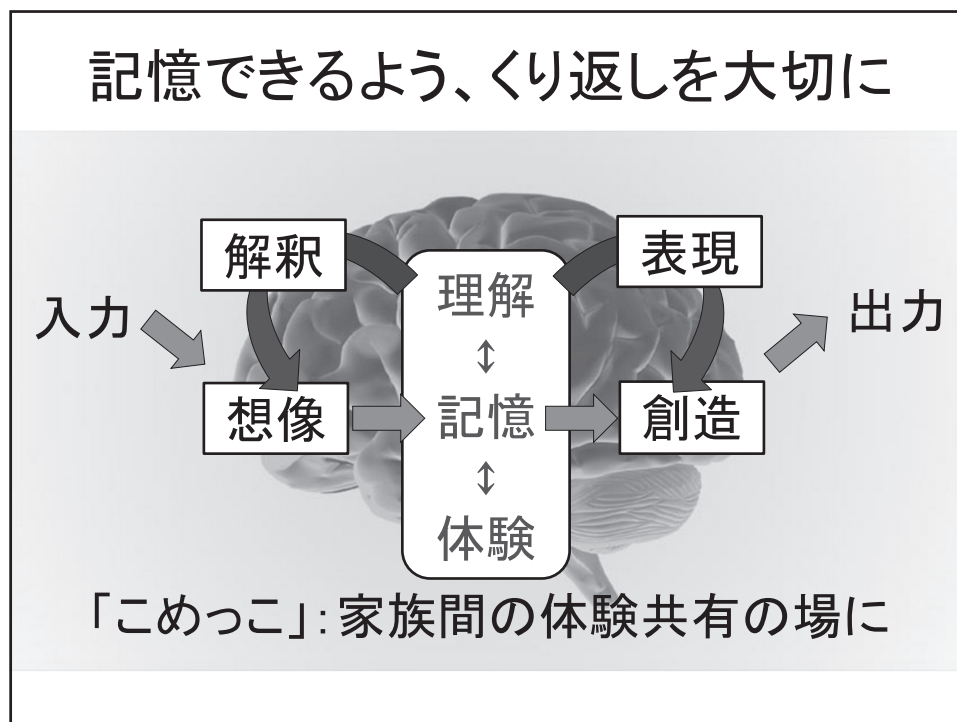 記憶できるよう、くり返しを大切に
解釈
表現
理解
入力
出力
↕
想像
記憶
創造
↕
体験
「こめっこ」：家族間の体験共有の場に